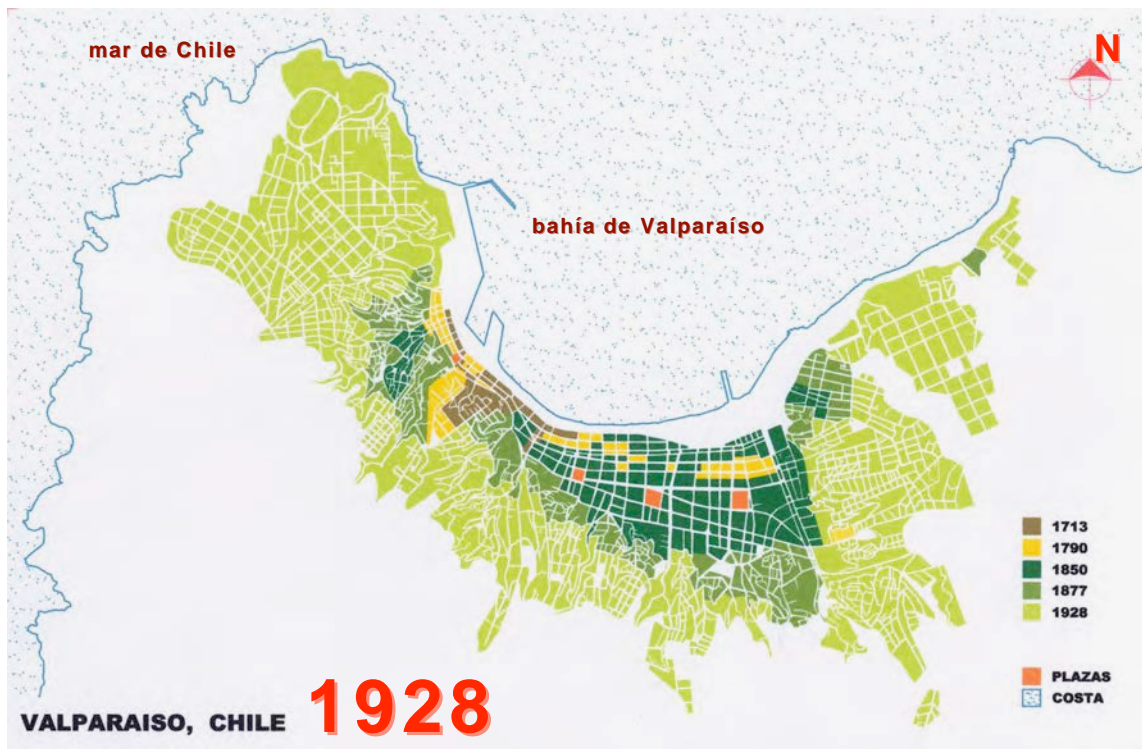 mar de Chile
N
bahía de Valparaíso
1713
1790
1850
1877
1928
PLAZAS
COSTA
VALPARAISO, CHILE 1928